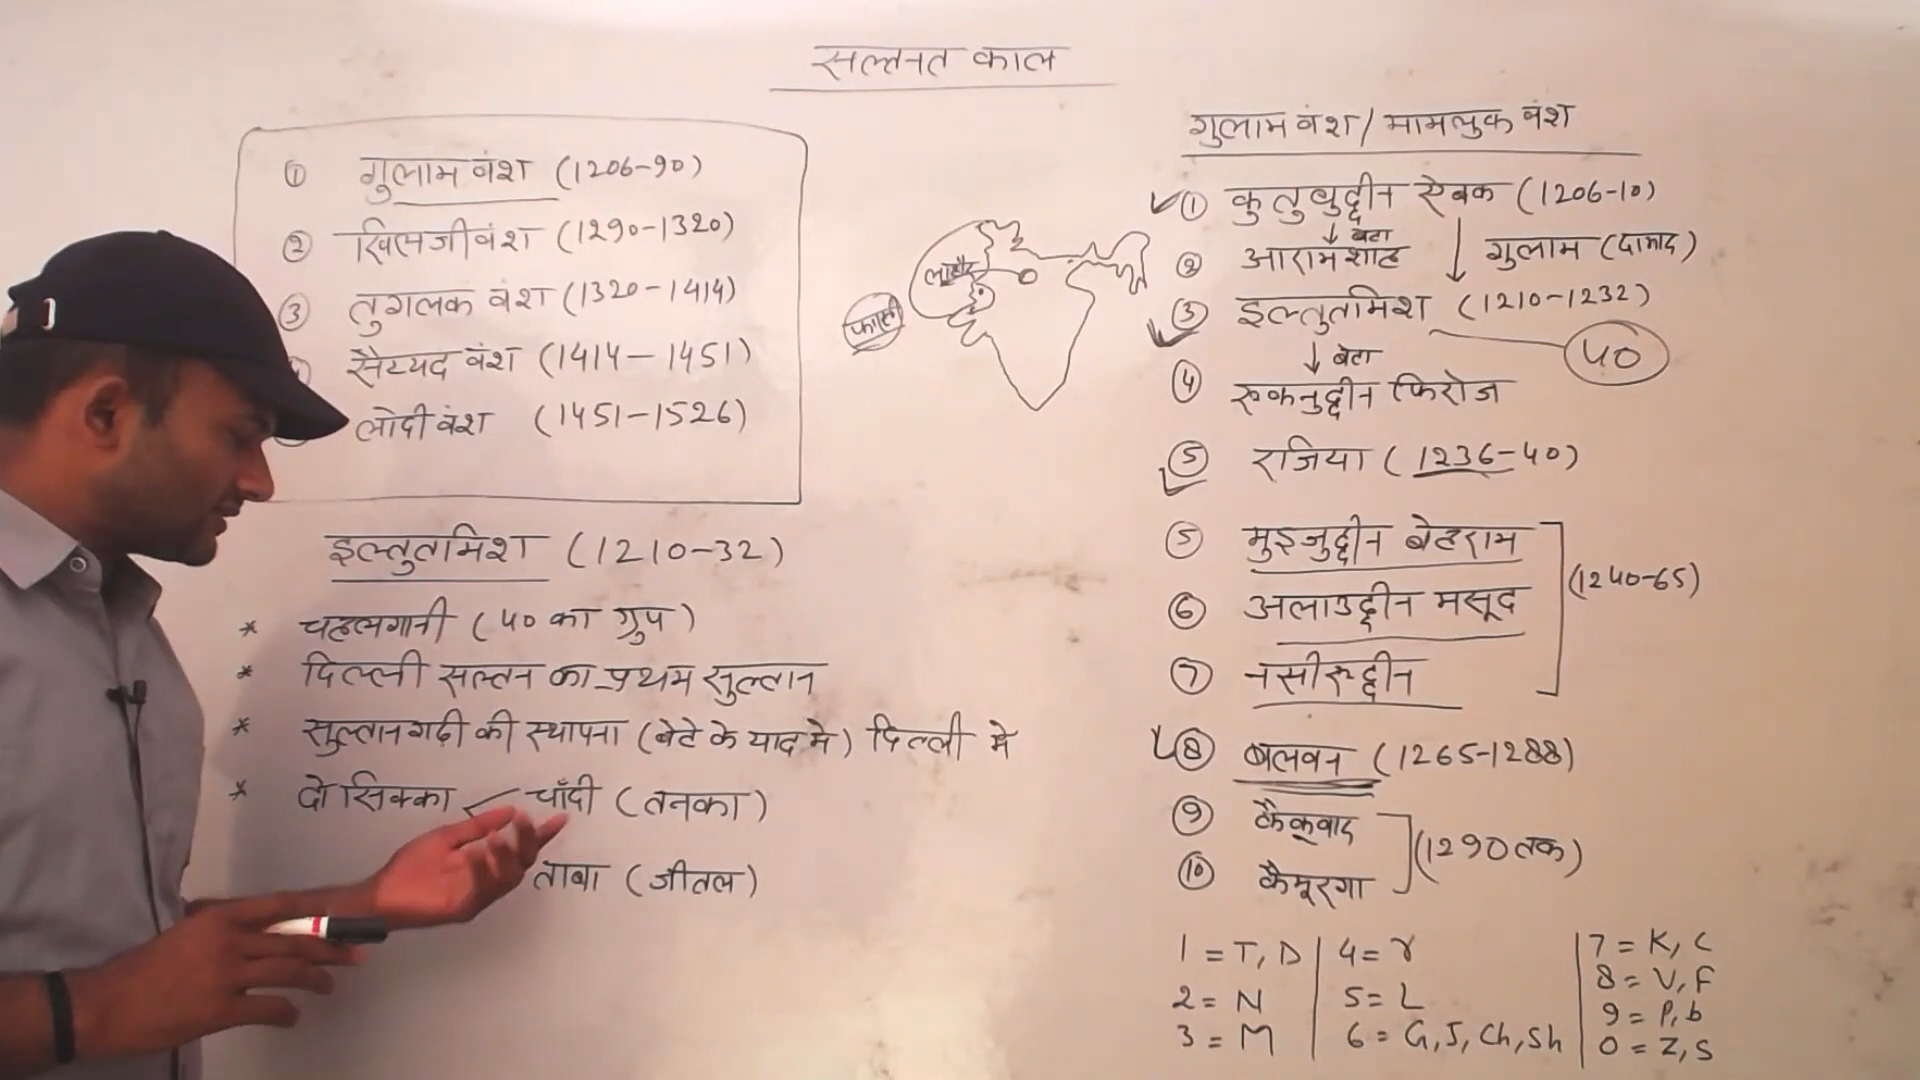 सल्तनत काल
① गुलाम वंश (1206-90)
② खिलजी वंश (1290-1320)
③ तुगलक वंश (1320-1414)
सैय्यद वंश (1414-1451)
लोदी वंश (1451-1526)
इल्तुतमिश (1210-32)
* चहलगानी (40 का ग्रुप)
* दिल्ली सल्तन का प्रथम सुल्तान
* सुल्तानगढ़ी की स्थापना (बेटे के याद मे) दिल्ली मे
* दो सिक्का चाँदी (तनका)
ताबा (जीतल)
लाहौर
गुलाम वंश / मामलुक वंश
① कुतुबुद्दीन ऐबक (1206-10)
↓ बेटा
② आरामशाह ↓ गुलाम (दामाद)
③ इल्तुतमिश (1210-1232)
40
↓ बेटा
④ रुकनुद्दीन फिरोज
⑤ रजिया (1236-40)
⑤ मुइजुद्दीन बेहराम
⑥ अलाउद्दीन मसूद
(1240-65)
⑦ नसीरुद्दीन
⑧ बलवन (1265-1288)
⑨ कैकूवाद
(1290 तक)
⑩ कैमूरगा
1 = T, D | 4 = r | 7 = K, C
8 = V, F
2 = N 5 = L
9 = P, b
3 = M 6 = G, J, Ch, Sh
0 = Z, S